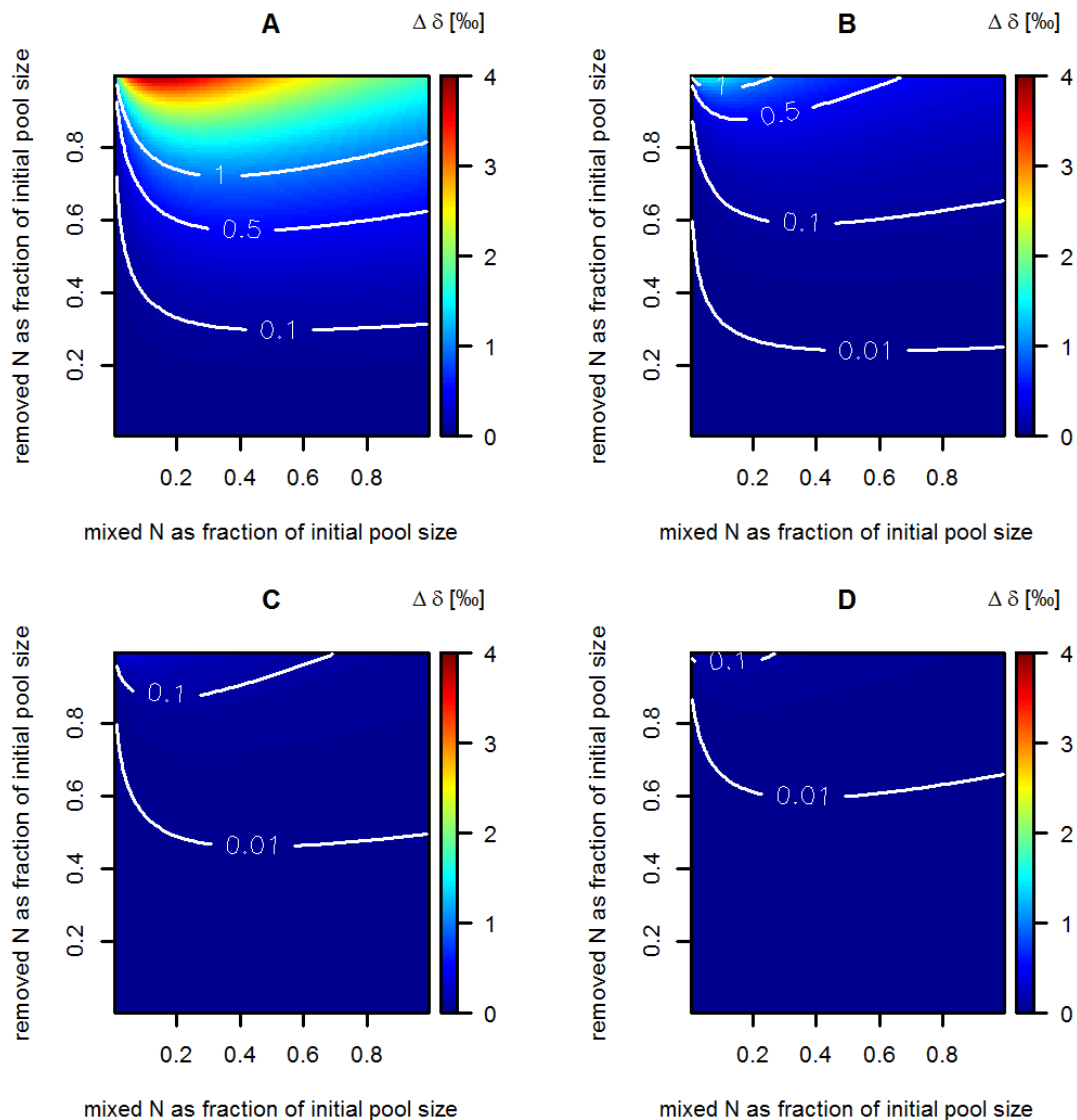 A
Δ δ [‰]
removed N as fraction of initial pool size
0.2 0.4 0.6 0.8
1
0.5
0.1
0.2 0.4 0.6 0.8
mixed N as fraction of initial pool size
0 1 2 3 4
B
Δ δ [‰]
removed N as fraction of initial pool size
0.2 0.4 0.6 0.8
1
0.5
0.1
0.01
0.2 0.4 0.6 0.8
mixed N as fraction of initial pool size
0 1 2 3 4
C
Δ δ [‰]
removed N as fraction of initial pool size
0.2 0.4 0.6 0.8
0.1
0.01
0.2 0.4 0.6 0.8
mixed N as fraction of initial pool size
0 1 2 3 4
D
Δ δ [‰]
removed N as fraction of initial pool size
0.2 0.4 0.6 0.8
0.1
0.01
0.2 0.4 0.6 0.8
mixed N as fraction of initial pool size
0 1 2 3 4